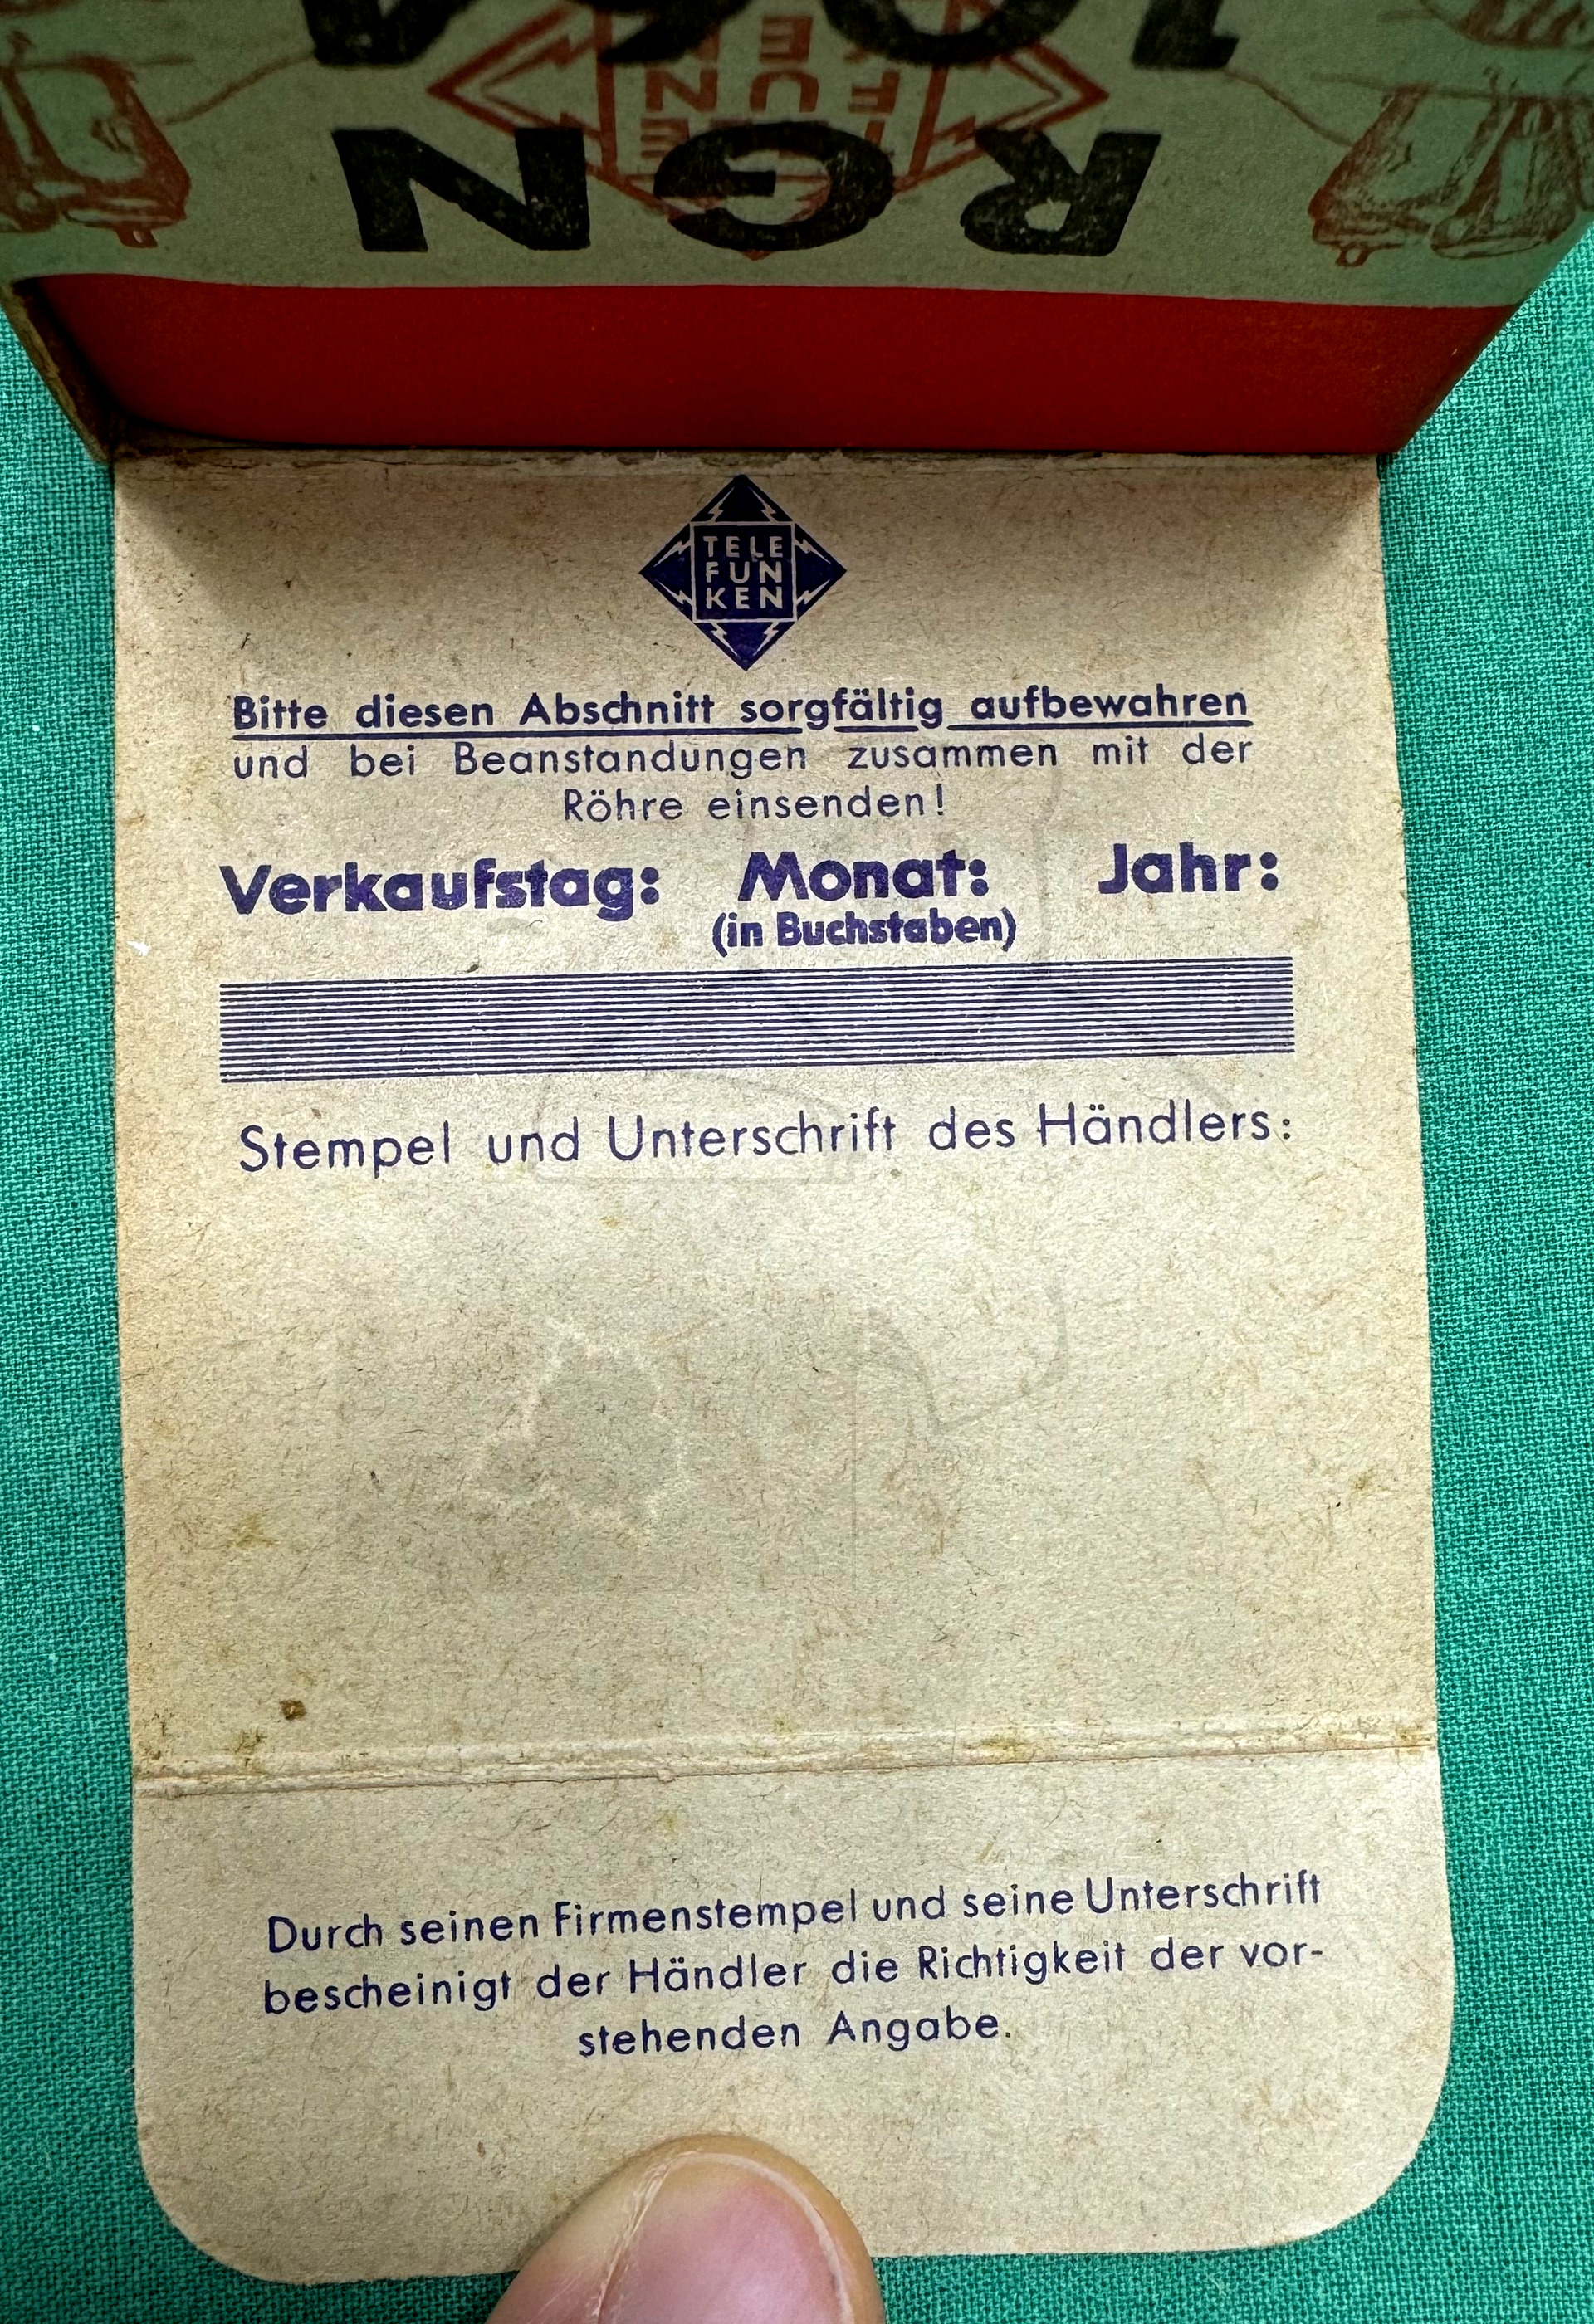 RGN
1064
TELE
FUN
KEN
TELE
FUN
KEN
Bitte diesen Abschnitt sorgfältig aufbewahren
und bei Beanstandungen zusammen mit der
Röhre einsenden!
Verkaufstag: Monat: Jahr:
(in Buchstaben)
Stempel und Unterschrift des Händlers:
Durch seinen Firmenstempel und seine Unterschrift
bescheinigt der Händler die Richtigkeit der vor-
stehenden Angabe.